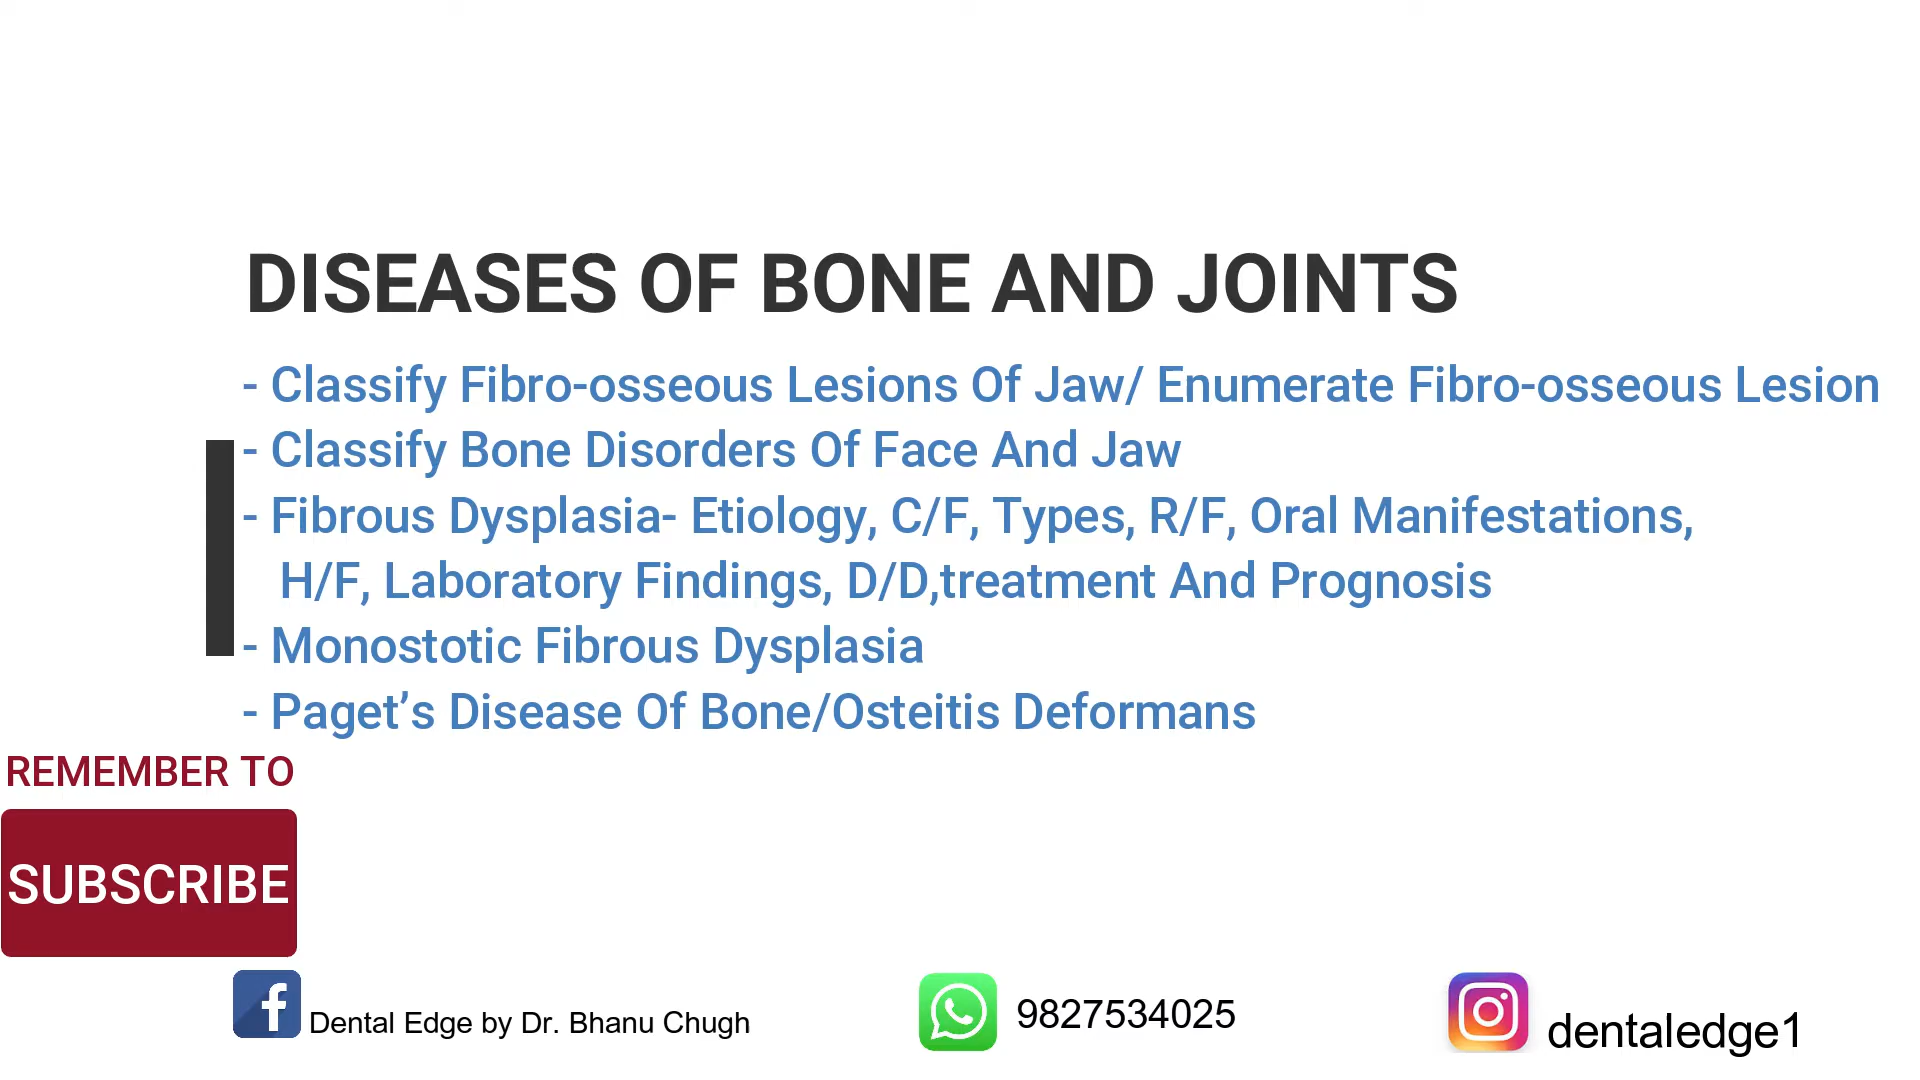 DISEASES OF BONE AND JOINTS
- Classify Fibro-osseous Lesions Of Jaw/ Enumerate Fibro-osseous Lesion
- Classify Bone Disorders Of Face And Jaw
- Fibrous Dysplasia- Etiology, C/F, Types, R/F, Oral Manifestations,
H/F, Laboratory Findings, D/D,treatment And Prognosis
- Monostotic Fibrous Dysplasia
- Paget’s Disease Of Bone/Osteitis Deformans
REMEMBER TO
SUBSCRIBE
Dental Edge by Dr. Bhanu Chugh
9827534025
dentaledge1